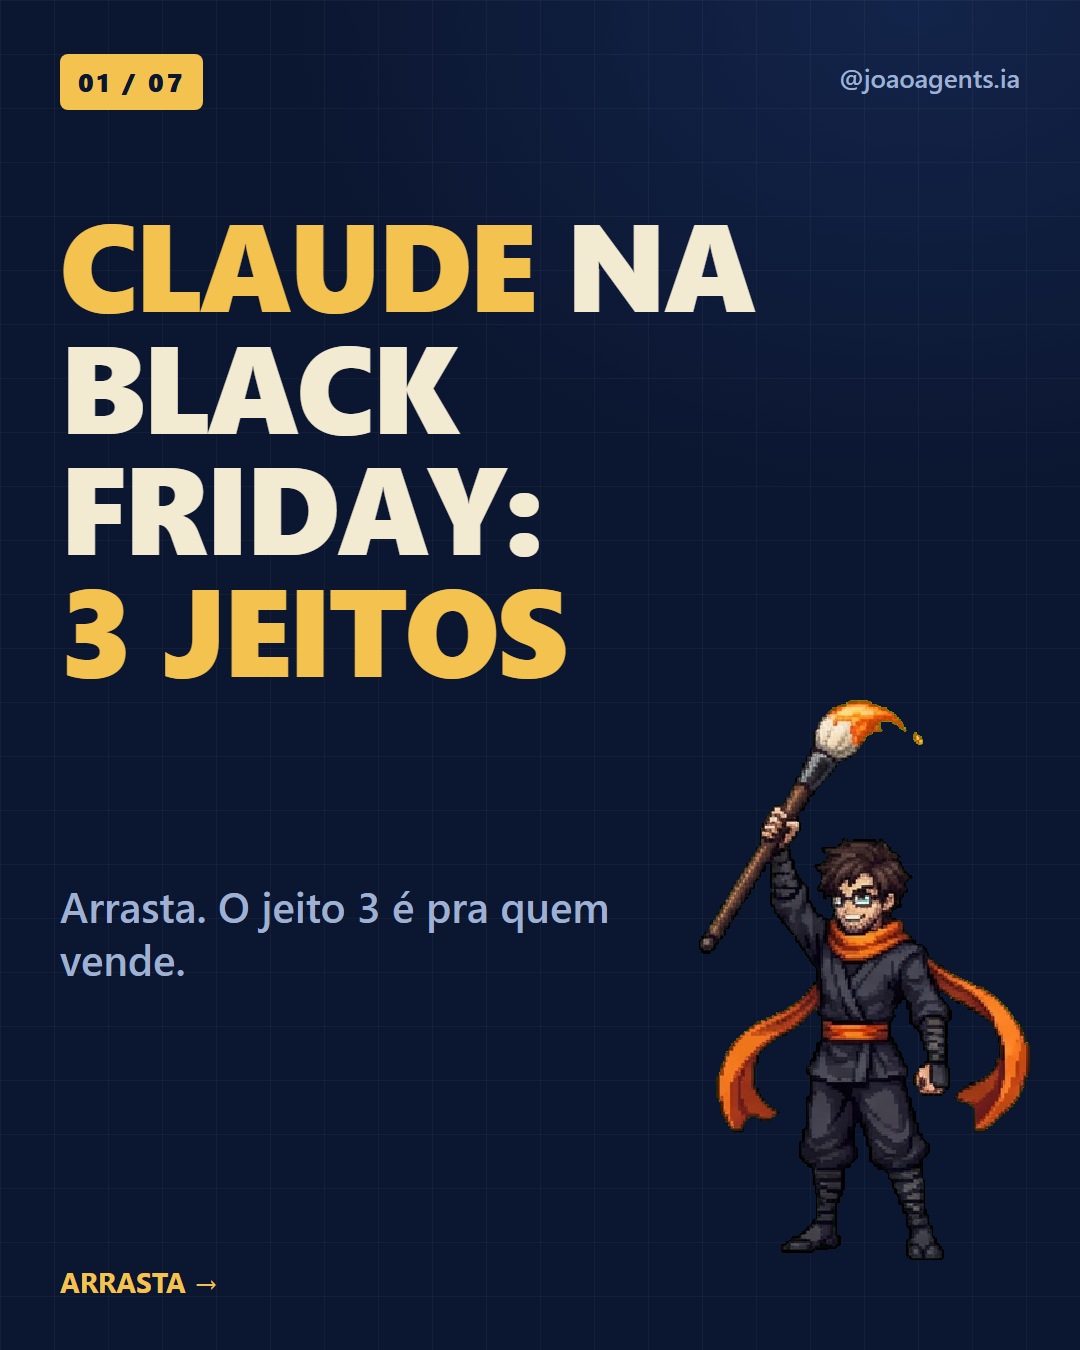 01 / 07
@joaoagents.ia
CLAUDE NA
BLACK
FRIDAY:
3 JEITOS
Arrasta. O jeito 3 é pra quem
vende.
ARRASTA →